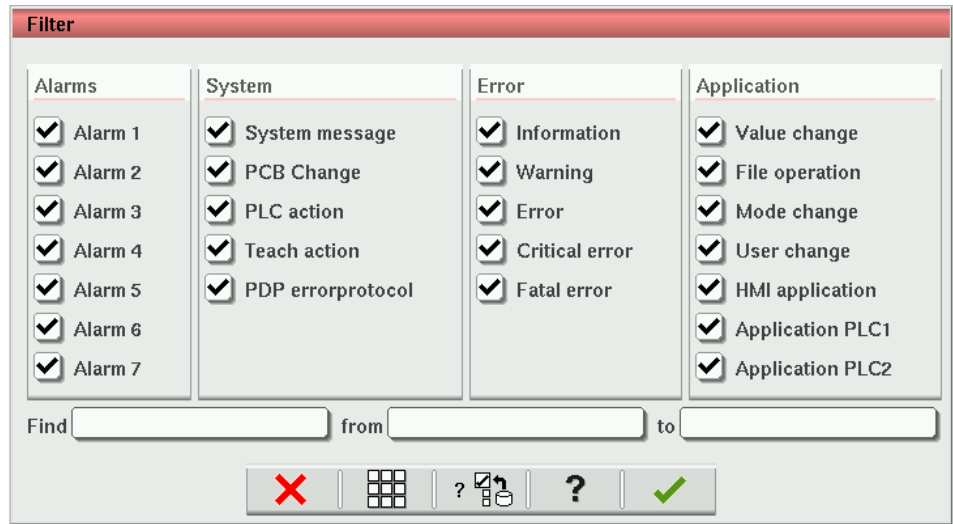 Filter
Alarms
Alarm 1
Alarm 2
Alarm 3
Alarm 4
Alarm 5
Alarm 6
Alarm 7
System
System message
PCB Change
PLC action
Teach action
PDP errorprotocol
Error
Information
Warning
Error
Critical error
Fatal error
Application
Value change
File operation
Mode change
User change
HMI application
Application PLC1
Application PLC2
Find from to
? ?